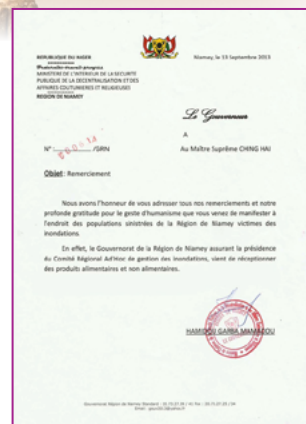 REPUBLIQUE DU NIGER
MINISTERE DE L'INTERIEUR DE LA SECURITE
PUBLIQUE DE LA DECENTRALISATION ET DES
AFFAIRES COUTUMIERES ET RELIGIEUSES
REGION DE NIAMEY
Niamey, le 13 Septembre 2013
Le Gouverneur
A
N° /GRN
Au Maître Suprême CHING HAI
Objet : Remerciement
Nous avons l'honneur de vous adresser tous nos remerciements et notre
profonde gratitude pour le geste d'humanisme que vous venez de manifester à
l'endroit des populations sinistrées de la Région de Niamey victimes des
inondations.
En effet, le Gouvernorat de la Région de Niamey assurant la présidence
du Comité Régional Ad'Hoc de gestion des inondations, vient de réceptionner
des produits alimentaires et non alimentaires.
HAMIDOU GARBA MAMADOU